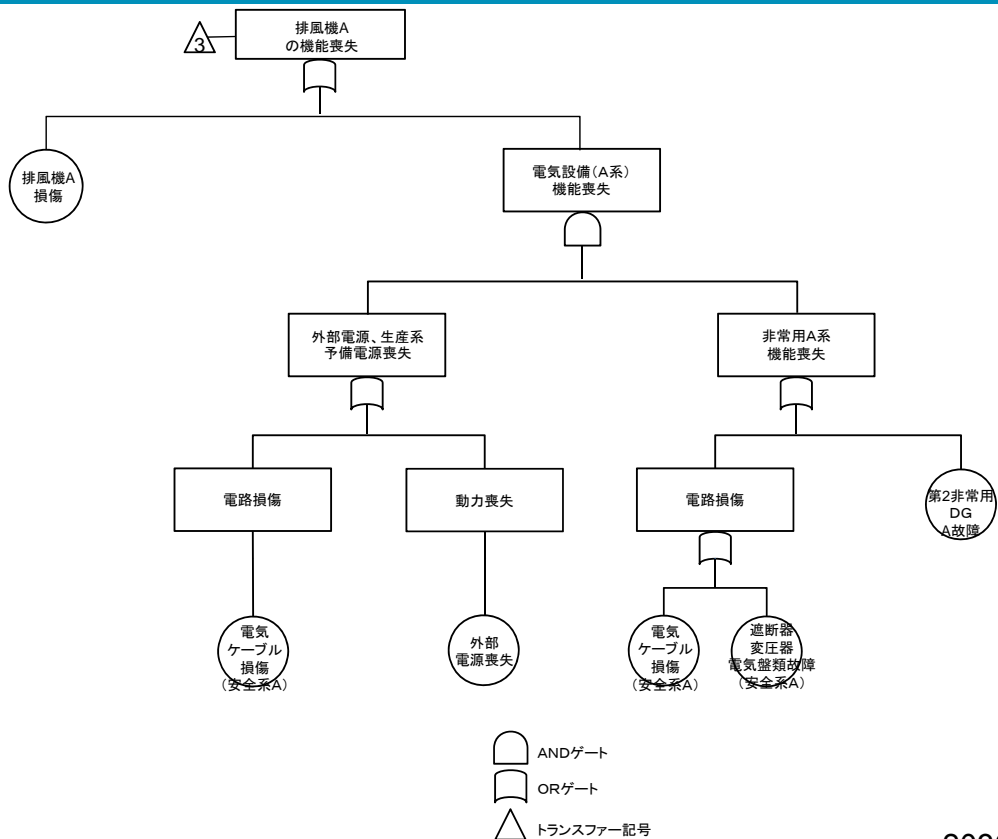 排風機A
の機能喪失
3
排風機A
損傷
電気設備(A系)
機能喪失
外部電源、生産系
予備電源喪失
非常用A系
機能喪失
電路損傷
動力喪失
電路損傷
第2非常用
DG
A故障
電気
ケーブル
損傷
(安全系A)
外部
電源喪失
電気
ケーブル
損傷
(安全系A)
遮断器
変圧器
電気盤類故障
(安全系A)
ANDゲート
ORゲート
トランスファー記号